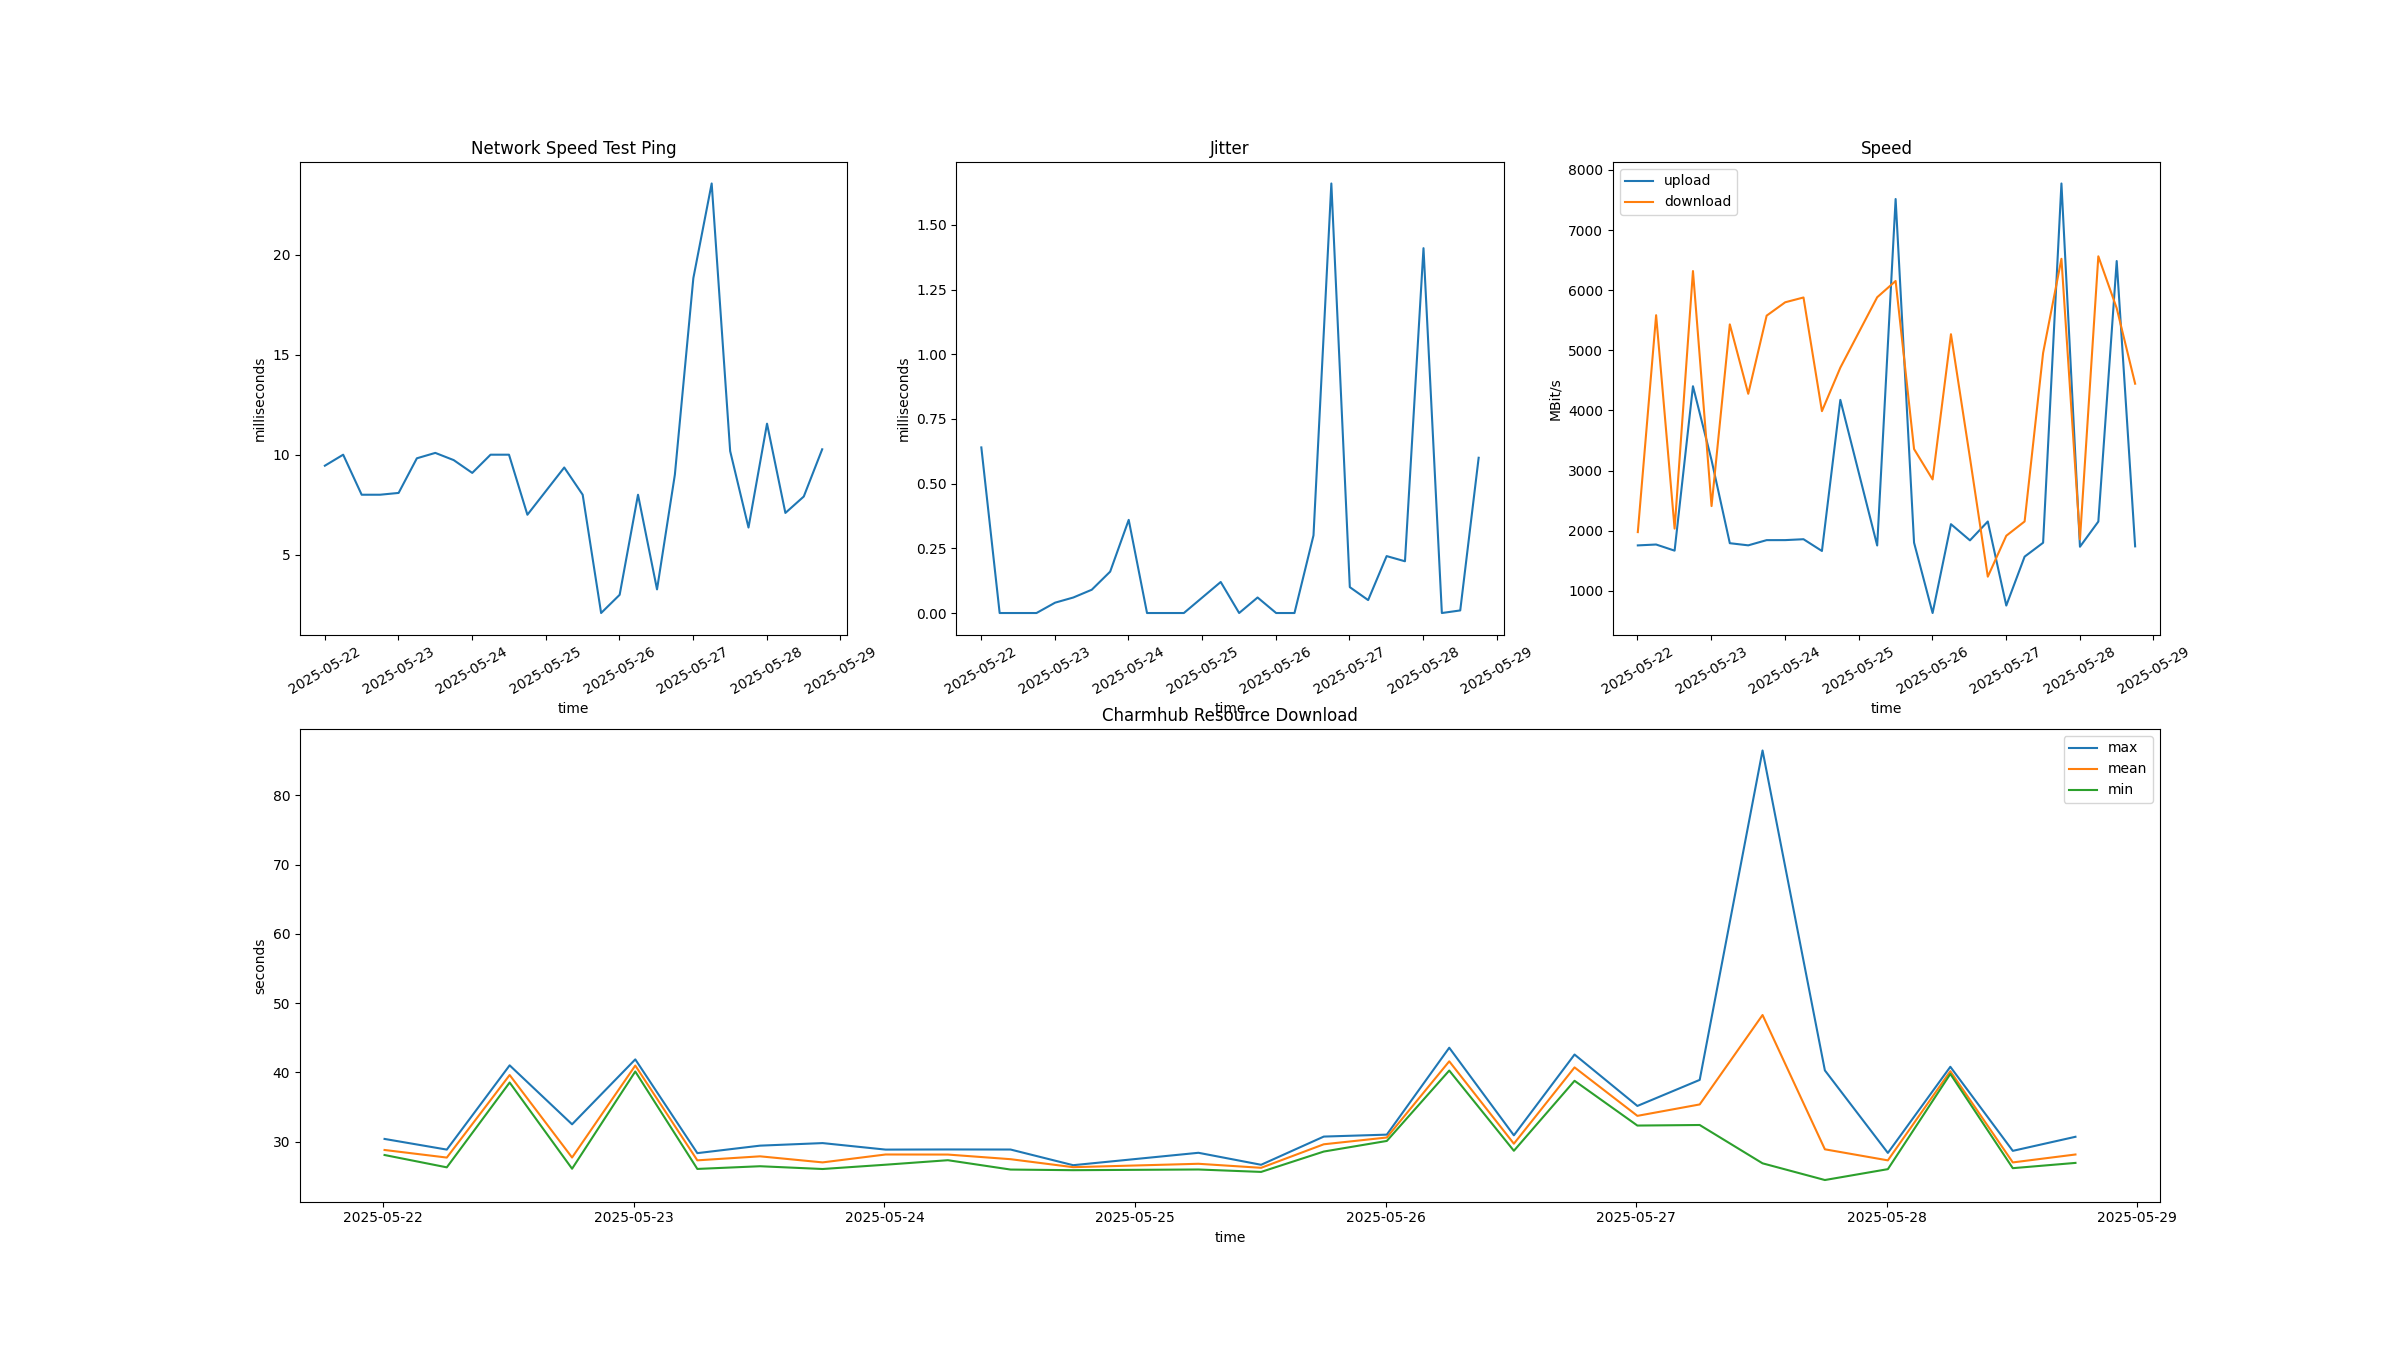 Network Speed Test Ping
milliseconds
20
15
10
5
2025-05-22 2025-05-23 2025-05-24 2025-05-25 2025-05-26 2025-05-27 2025-05-28 2025-05-29
time
Jitter
milliseconds
1.50
1.25
1.00
0.75
0.50
0.25
0.00
2025-05-22 2025-05-23 2025-05-24 2025-05-25 2025-05-26 2025-05-27 2025-05-28 2025-05-29
time
Speed
upload
download
MBit/s
8000
7000
6000
5000
4000
3000
2000
1000
2025-05-22 2025-05-23 2025-05-24 2025-05-25 2025-05-26 2025-05-27 2025-05-28 2025-05-29
time
Charmhub Resource Download
max
mean
min
seconds
80
70
60
50
40
30
2025-05-22 2025-05-23 2025-05-24 2025-05-25 2025-05-26 2025-05-27 2025-05-28 2025-05-29
time